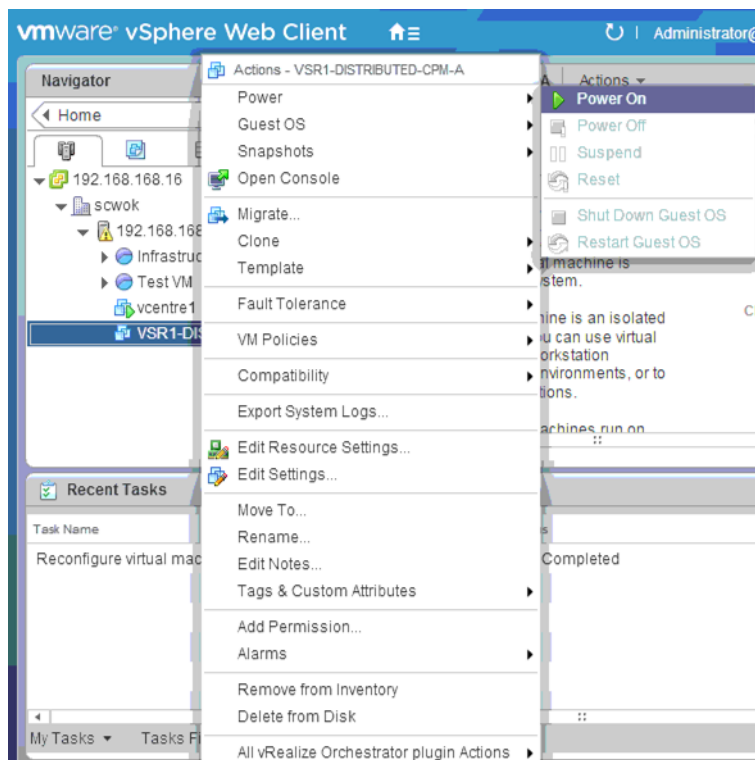 vmware® vSphere Web Client
Administrator@
Navigator
Home
192.168.168.16
scwok
192.168.168
Infrastruc
Test VM
vcentre1
VSR1-DIS
Actions - VSR1-DISTRIBUTED-CPM-A
Power
Guest OS
Snapshots
Open Console
Migrate...
Clone
Template
Fault Tolerance
VM Policies
Compatibility
Export System Logs...
Edit Resource Settings...
Edit Settings...
Move To...
Rename...
Edit Notes...
Tags & Custom Attributes
Add Permission...
Alarms
Remove from Inventory
Delete from Disk
All vRealize Orchestrator plugin Actions
A Actions
Power On
Power Off
Suspend
Reset
Shut Down Guest OS
Restart Guest OS
al machine is
stem.
C
ine is an isolated
u can use virtual
orkstation
nvironments, or to
tions.
achines run on
Recent Tasks
Task Name
s
Reconfigure virtual mac
Completed
My Tasks
Tasks Fi